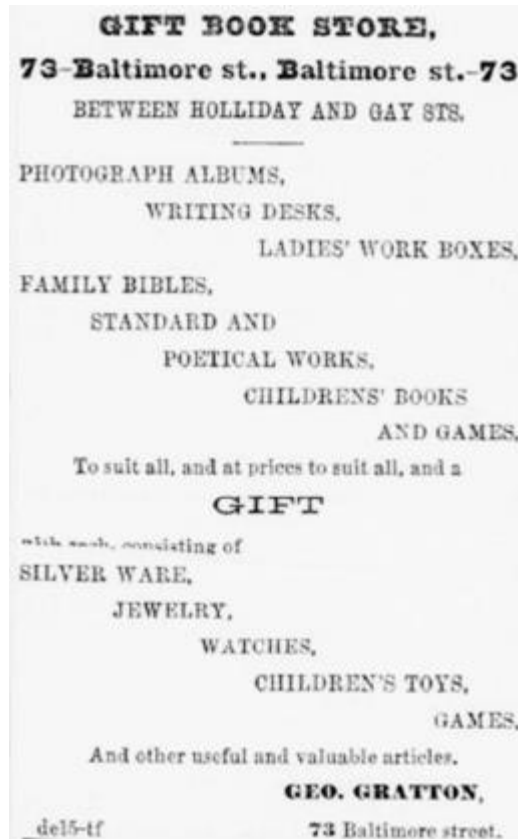 GIFT BOOK STORE,
73-Baltimore st., Baltimore st.-73
BETWEEN HOLLIDAY AND GAY STS.
PHOTOGRAPH ALBUMS,
WRITING DESKS,
LADIES' WORK BOXES,
FAMILY BIBLES,
STANDARD AND
POETICAL WORKS,
CHILDRENS' BOOKS
AND GAMES,
To suit all, and at prices to suit all, and a
GIFT
with each, consisting of
SILVER WARE,
JEWELRY,
WATCHES,
CHILDREN'S TOYS,
GAMES,
And other useful and valuable articles.
GEO. GRATTON,
de15-tf 73 Baltimore street.